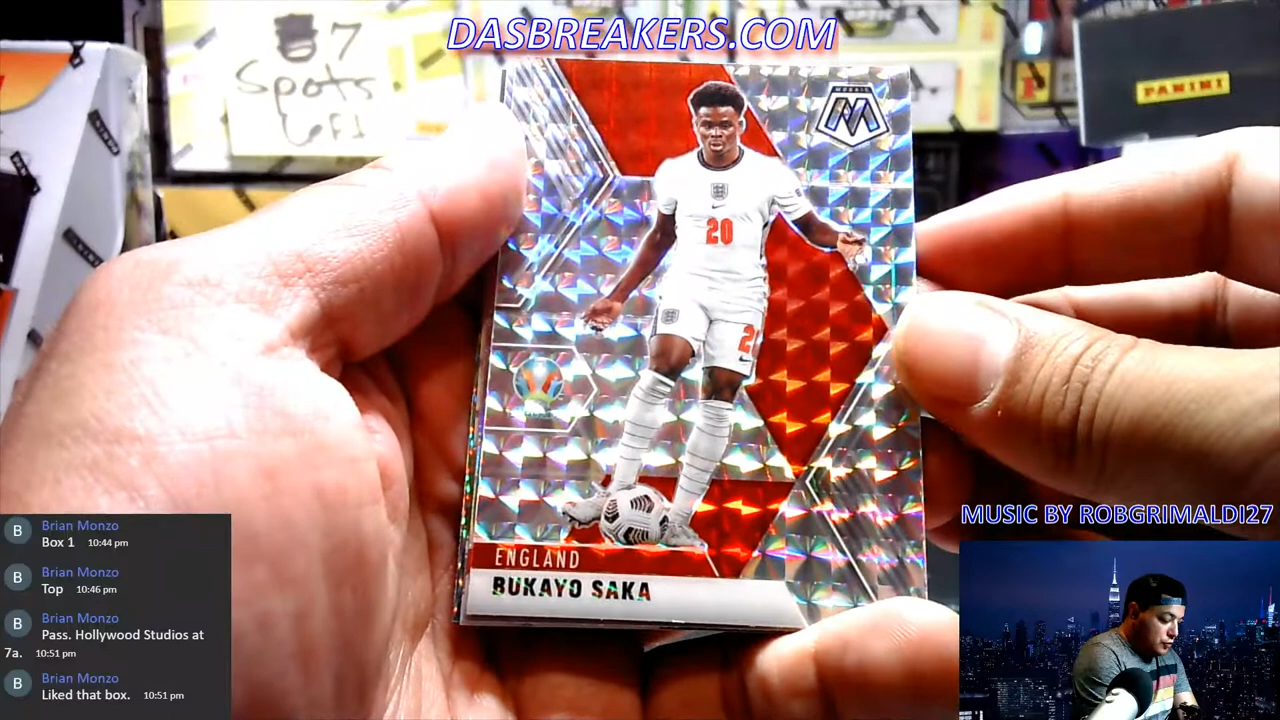 DASBREAKERS.COM
7
Spots
PANINI
MOSAIC
20
ENGLAND
BUKAYO SAKA
MUSIC BY ROBGRIMALDI27
B
Brian Monzo
Box 1 10:44 pm
B
Brian Monzo
Top 10:46 pm
B
Brian Monzo
Pass. Hollywood Studios at
7a. 10:51 pm
B
Brian Monzo
Liked that box. 10:51 pm